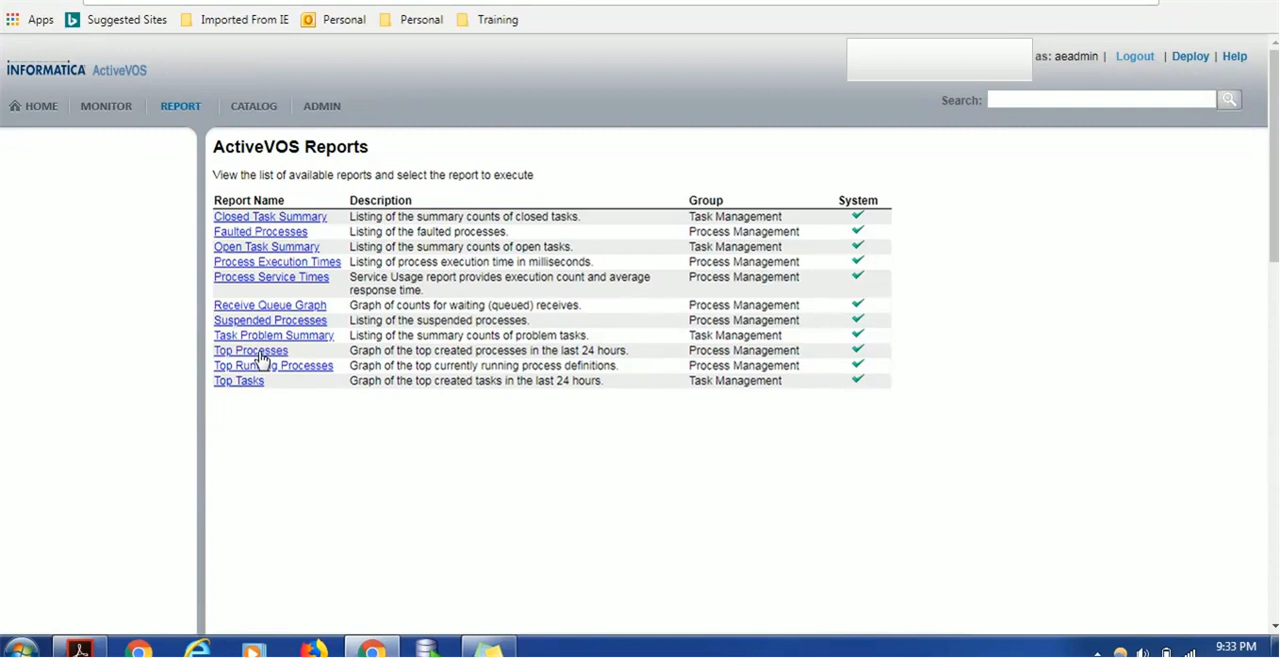 Apps Suggested Sites Imported From IE Personal Personal Training
INFORMATICA ActiveVOS
as: aeadmin | Logout | Deploy | Help
HOME MONITOR REPORT CATALOG ADMIN
Search:
ActiveVOS Reports
View the list of available reports and select the report to execute
Report Name Description Group System
Closed Task Summary Listing of the summary counts of closed tasks. Task Management
Faulted Processes Listing of the faulted processes. Process Management
Open Task Summary Listing of the summary counts of open tasks. Task Management
Process Execution Times Listing of process execution time in milliseconds. Process Management
Process Service Times Service Usage report provides execution count and average Process Management
response time.
Receive Queue Graph Graph of counts for waiting (queued) receives. Process Management
Suspended Processes Listing of the suspended processes. Process Management
Task Problem Summary Listing of the summary counts of problem tasks. Task Management
Top Processes Graph of the top created processes in the last 24 hours. Process Management
Top Running Processes Graph of the top currently running process definitions. Process Management
Top Tasks Graph of the top created tasks in the last 24 hours. Task Management
9:33 PM